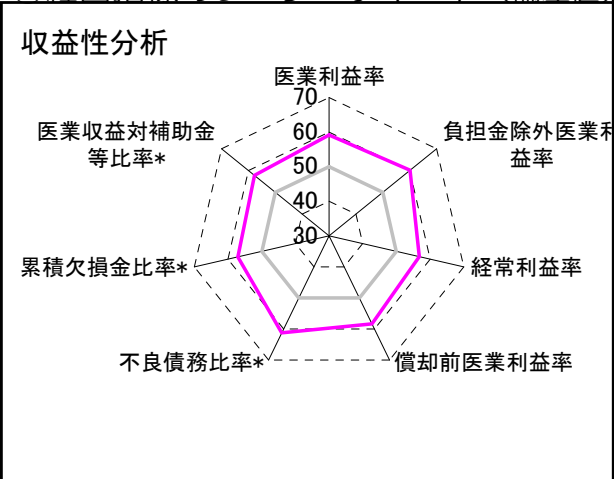 収益性分析
医業利益率
70
60
50
40
30
医業収益対補助金
等比率*
負担金除外医業利
益率
累積欠損金比率*
経常利益率
不良債務比率*
償却前医業利益率